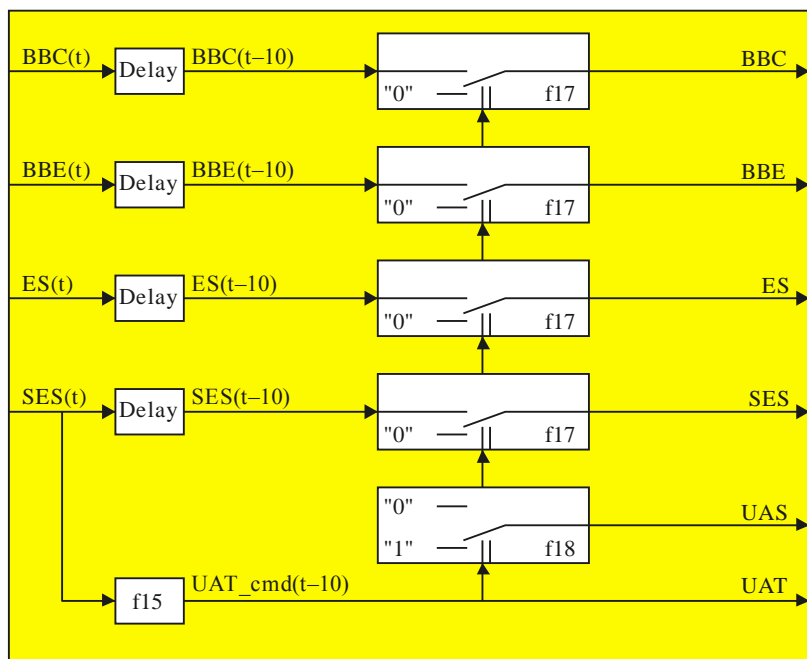 BBC(t) Delay BBC(t–10) BBC
"0" f17
BBE(t) Delay BBE(t–10) BBE
"0" f17
ES(t) Delay ES(t–10) ES
"0" f17
SES(t) Delay SES(t–10) SES
"0" f17
"0"
UAS
"1" f18
f15 UAT_cmd(t–10) UAT